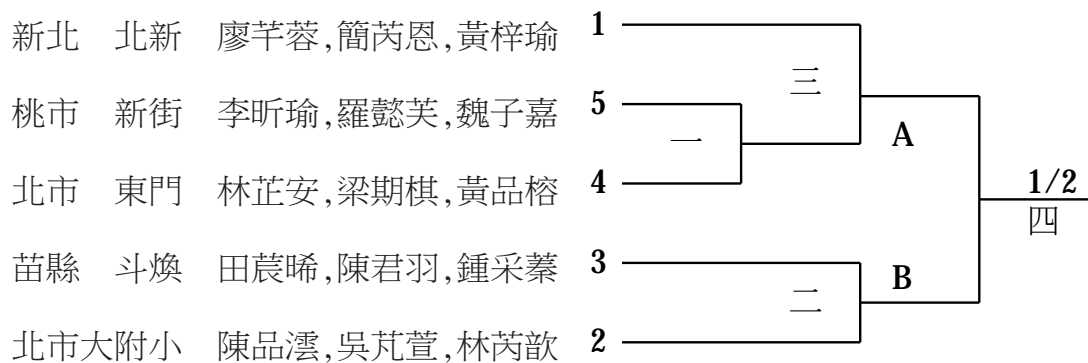 新北 北新 廖芊蓉,簡芮恩,黃梓瑜 1
三
桃市 新街 李昕瑜,羅懿芙,魏子嘉 5
一 A
北市 東門 林芷安,梁期棋,黃品榕 4
1/2
四
苗縣 斗煥 田莀晞,陳君羽,鍾采蓁 3
二 B
北市大附小 陳品澐,吳芃萱,林芮歆 2